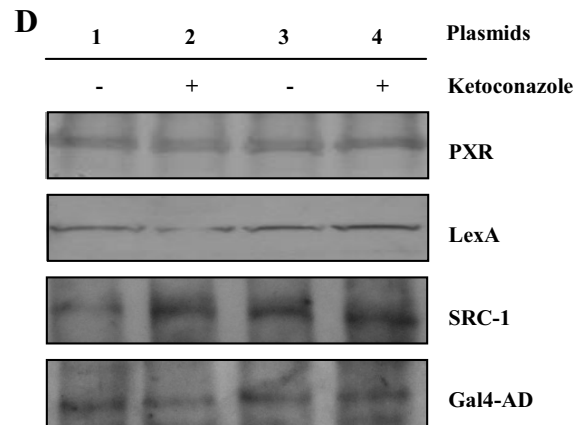 D
1 2 3 4 Plasmids
- + - + Ketoconazole
PXR
LexA
SRC-1
Gal4-AD